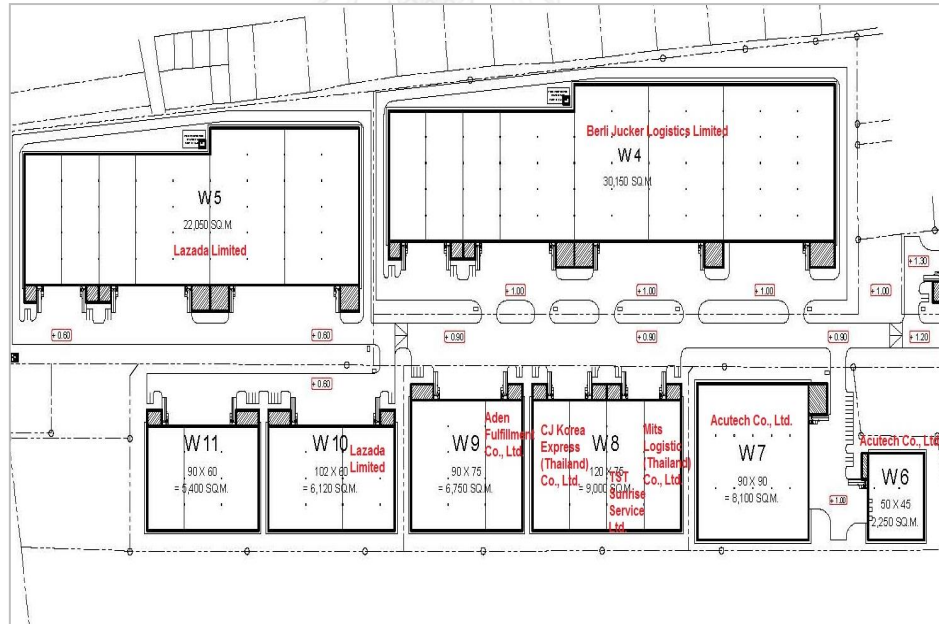 Berli Jucker Logistics Limited
W4
30,150 SQ.M.
W5
22,050 SQ.M.
Lazada Limited
+ 1.30
+ 1.00
+ 1.00
+ 1.00
+ 1.00
+ 0.60
+ 0.60
+ 0.90
+ 0.90
+ 0.90
+ 1.20
+ 0.60
W11
90 X 60
= 5,400 SQ.M.
W10
Lazada
Limited
102 X 60
= 6,120 SQ.M.
W9
90 X 75
= 6,750 SQ.M.
Aden
Fulfillment
Co., Ltd.
CJ Korea
Express
(Thailand)
Co., Ltd.
W8
120 X 75
= 9,000 SQ.M.
TST
Sunrise
Service
Ltd.
Mits
Logistic
(Thailand)
Co., Ltd.
Acutech Co., Ltd.
W7
90 X 90
= 8,100 SQ.M.
Acutech Co., Ltd.
W6
50 X 45
2,250 SQ.M.
+ 1.00